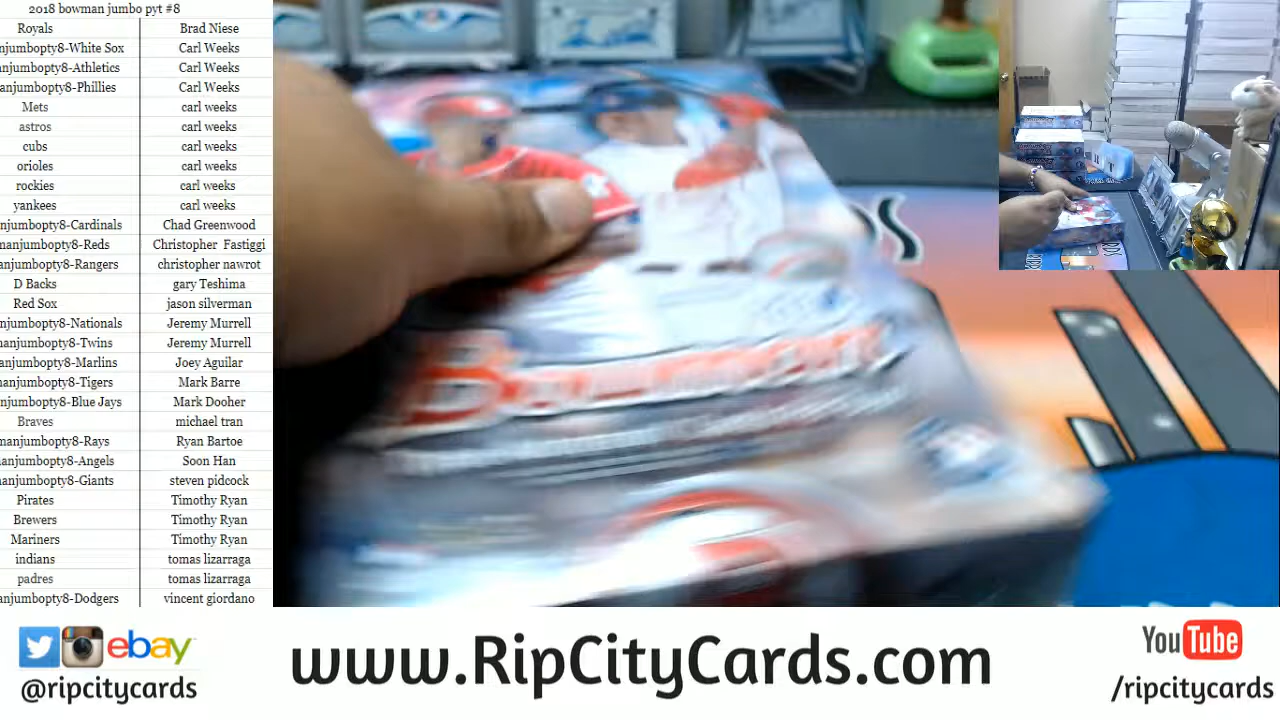 2018 bowman jumbo pyt #8
Royals Brad Niese
anjumbopty8-White Sox Carl Weeks
anjumbopty8-Athletics Carl Weeks
anjumbopty8-Phillies Carl Weeks
Mets carl weeks
astros carl weeks
cubs carl weeks
orioles carl weeks
rockies carl weeks
yankees carl weeks
njumbopty8-Cardinals Chad Greenwood
manjumbopty8-Reds Christopher Fastiggi
anjumbopty8-Rangers christopher nawrot
D Backs gary Teshima
Red Sox jason silverman
njumbopty8-Nationals Jeremy Murrell
manjumbopty8-Twins Jeremy Murrell
anjumbopty8-Marlins Joey Aguilar
manjumbopty8-Tigers Mark Barre
njumbopty8-Blue Jays Mark Dooher
Braves michael tran
manjumbopty8-Rays Ryan Bartoe
anjumbopty8-Angels Soon Han
anjumbopty8-Giants steven pidcock
Pirates Timothy Ryan
Brewers Timothy Ryan
Mariners Timothy Ryan
indians tomas lizarraga
padres tomas lizarraga
anjumbopty8-Dodgers vincent giordano
Bowman
ebay
@ripcitycards
www.RipCityCards.com
YouTube
/ripcitycards